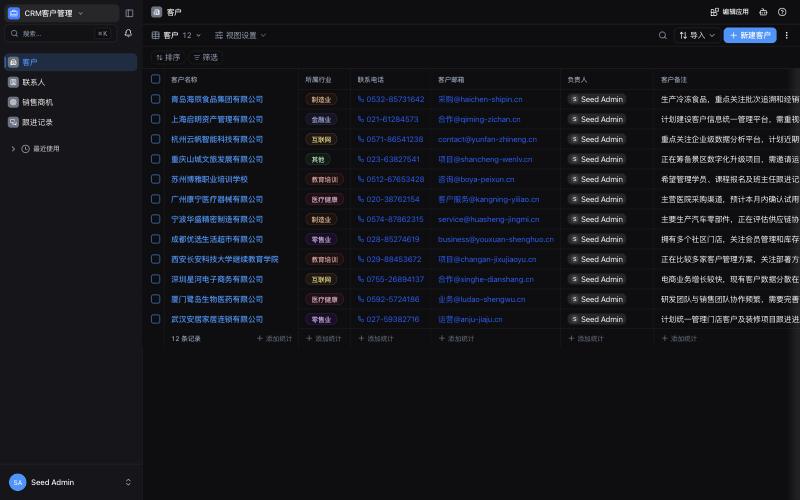 CRM客户管理
搜索... ⌘K
客户
联系人
销售商机
跟进记录
最近使用
SA Seed Admin
客户 编辑应用
客户 12 视图设置 导入 新建客户
排序 筛选
客户名称 所属行业 联系电话 客户邮箱 负责人 客户备注
青岛海辰食品集团有限公司 制造业 0532-85731642 采购@haichen-shipin.cn S Seed Admin 生产冷冻食品，重点关注批次追溯和经销
上海启明资产管理有限公司 金融业 021-61284573 合作@qiming-zichan.cn S Seed Admin 计划建设客户信息统一管理平台，需重视
杭州云帆智能科技有限公司 互联网 0571-86541238 contact@yunfan-zhineng.cn S Seed Admin 重点关注企业级数据分析平台，计划近期
重庆山城文旅发展有限公司 其他 023-63827541 项目@shancheng-wenlv.cn S Seed Admin 正在筹备景区数字化升级项目，需邀请运
苏州博雅职业培训学校 教育培训 0512-67653428 咨询@boya-peixun.cn S Seed Admin 希望管理学员、课程报名及班主任跟进记
广州康宁医疗器械有限公司 医疗健康 020-38762154 客户服务@kangning-yiliao.cn S Seed Admin 主营医院采购渠道，预计本月内确认试用
宁波华盛精密制造有限公司 制造业 0574-87862315 service@huasheng-jingmi.cn S Seed Admin 主要生产汽车零部件，正在评估供应链协
成都优选生活超市有限公司 零售业 028-85274619 business@youxuan-shenghuo.cn S Seed Admin 拥有多个社区门店，关注会员管理和库存
西安长安科技大学继续教育学院 教育培训 029-88453672 项目@changan-jixujiaoyu.cn S Seed Admin 正在比较多家客户管理方案，关注部署方
深圳星河电子商务有限公司 互联网 0755-26894137 合作@xinghe-dianshang.cn S Seed Admin 电商业务增长较快，现有客户数据分散在
厦门鹭岛生物医药有限公司 医疗健康 0592-5724186 业务@ludao-shengwu.cn S Seed Admin 研发团队与销售团队协作频繁，需要完善
武汉安居家居连锁有限公司 零售业 027-59382716 运营@anju-jiaju.cn S Seed Admin 计划统一管理门店客户及装修项目跟进进
12 条记录 添加统计 添加统计 添加统计 添加统计 添加统计 添加统计